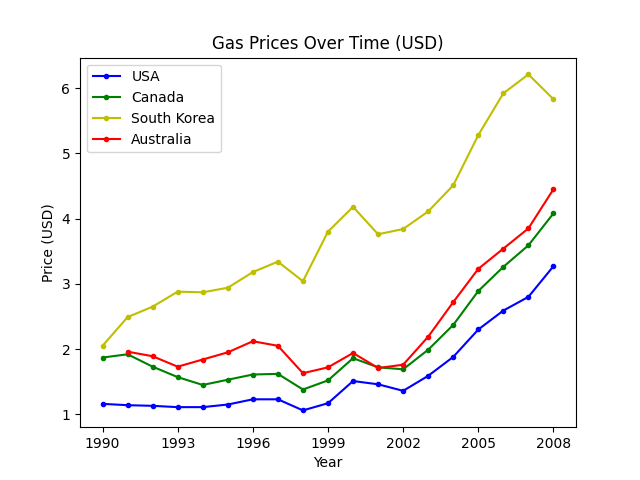 Gas Prices Over Time (USD)
USA
Canada
South Korea
Australia
6
5
4
3
2
1
Price (USD)
1990 1993 1996 1999 2002 2005 2008
Year